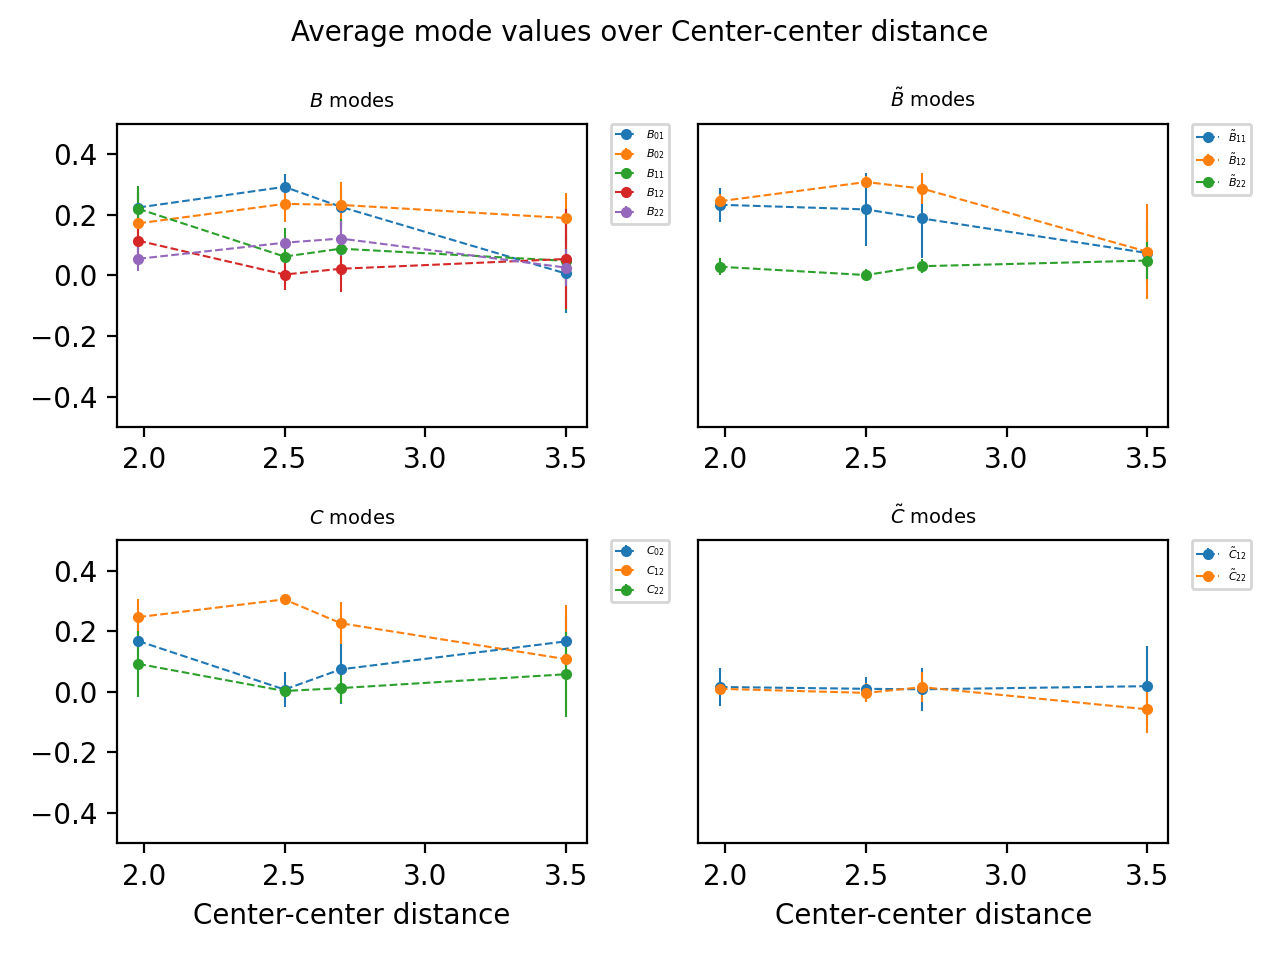 Average mode values over Center-center distance
B modes
0.4
0.2
0.0
−0.2
−0.4
2.0 2.5 3.0 3.5
B₀₁
B₀₂
B₁₁
B₁₂
B₂₂
B̃ modes
2.0 2.5 3.0 3.5
B̃₁₁
B̃₁₂
B̃₂₂
C modes
0.4
0.2
0.0
−0.2
−0.4
2.0 2.5 3.0 3.5
Center-center distance
C₀₂
C₁₂
C₂₂
C̃ modes
2.0 2.5 3.0 3.5
Center-center distance
C̃₁₂
C̃₂₂